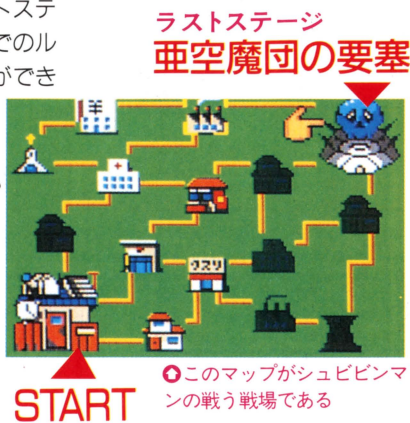 トステ
でのル
ができ
ラストステージ
亜空魔団の要塞
¥
クスリ
START
このマップがシュビビンマ
ンの戦う戦場である